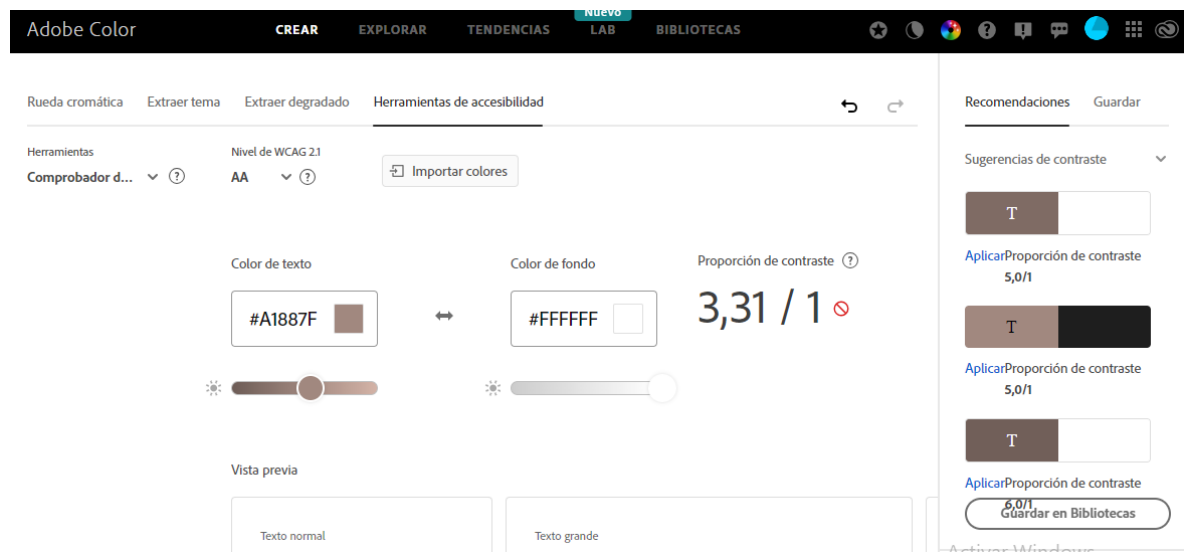 Nuevo
Adobe Color CREAR EXPLORAR TENDENCIAS LAB BIBLIOTECAS
Rueda cromática Extraer tema Extraer degradado Herramientas de accesibilidad
Recomendaciones Guardar
Herramientas Nivel de WCAG 2.1
Comprobador d... ? AA ? Importar colores
Sugerencias de contraste
T
AplicarProporción de contraste
5,0/1
Color de texto Color de fondo Proporción de contraste ?
#A1887F #FFFFFF 3,31 / 1
T
AplicarProporción de contraste
5,0/1
T
AplicarProporción de contraste
6,0/1
Guardar en Bibliotecas
Vista previa
Texto normal Texto grande
Activar Windows